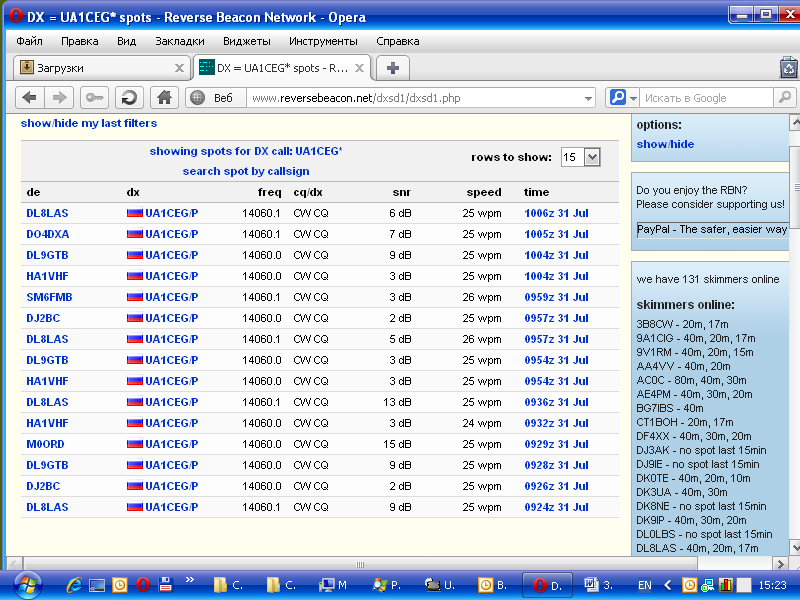 DX = UA1CEG* spots - Reverse Beacon Network - Opera
Файл Правка Вид Закладки Виджеты Инструменты Справка
Загрузки
DX = UA1CEG* spots - R...
Веб www.reversebeacon.net/dxsd1/dxsd1.php Искать в Google
show/hide my last filters
showing spots for DX call: UA1CEG*
search spot by callsign
rows to show: 15
de dx freq cq/dx snr speed time
DL8LAS UA1CEG/P 14060.1 CW CQ 6 dB 25 wpm 1006z 31 Jul
DO4DXA UA1CEG/P 14060.1 CW CQ 7 dB 25 wpm 1005z 31 Jul
DL9GTB UA1CEG/P 14060.0 CW CQ 9 dB 25 wpm 1004z 31 Jul
HA1VHF UA1CEG/P 14060.0 CW CQ 3 dB 25 wpm 1004z 31 Jul
SM6FMB UA1CEG/P 14060.1 CW CQ 3 dB 26 wpm 0959z 31 Jul
DJ2BC UA1CEG/P 14060.0 CW CQ 2 dB 25 wpm 0957z 31 Jul
DL8LAS UA1CEG/P 14060.1 CW CQ 5 dB 26 wpm 0957z 31 Jul
DL9GTB UA1CEG/P 14060.0 CW CQ 3 dB 25 wpm 0954z 31 Jul
HA1VHF UA1CEG/P 14060.0 CW CQ 3 dB 25 wpm 0954z 31 Jul
DL8LAS UA1CEG/P 14060.1 CW CQ 13 dB 25 wpm 0936z 31 Jul
HA1VHF UA1CEG/P 14060.0 CW CQ 3 dB 24 wpm 0932z 31 Jul
M0ORD UA1CEG/P 14060.0 CW CQ 15 dB 25 wpm 0929z 31 Jul
DL9GTB UA1CEG/P 14060.0 CW CQ 9 dB 25 wpm 0928z 31 Jul
DJ2BC UA1CEG/P 14060.0 CW CQ 2 dB 25 wpm 0926z 31 Jul
DL8LAS UA1CEG/P 14060.1 CW CQ 9 dB 25 wpm 0924z 31 Jul
options:
show/hide
Do you enjoy the RBN?
Please consider supporting us!
PayPal - The safer, easier way
we have 131 skimmers online
skimmers online:
3B8CW - 20m, 17m
9A1CIG - 40m, 20m, 17m
9V1RM - 40m, 20m, 15m
AA4VV - 40m, 20m
AC0C - 80m, 40m, 30m
AE4PM - 40m, 30m, 20m
BG7IBS - 40m
CT1BOH - 20m, 17m
DF4XX - 40m, 30m, 20m
DJ3AK - no spot last 15min
DJ9IE - no spot last 15min
DK0TE - 40m, 20m, 10m
DK3UA - 40m, 30m
DK8NE - no spot last 15min
DK9IP - 40m, 30m, 20m
DL0LBS - no spot last 15min
DL8LAS - 40m, 20m, 17m
C. C. M P. U. В. D. 3. EN 15:23